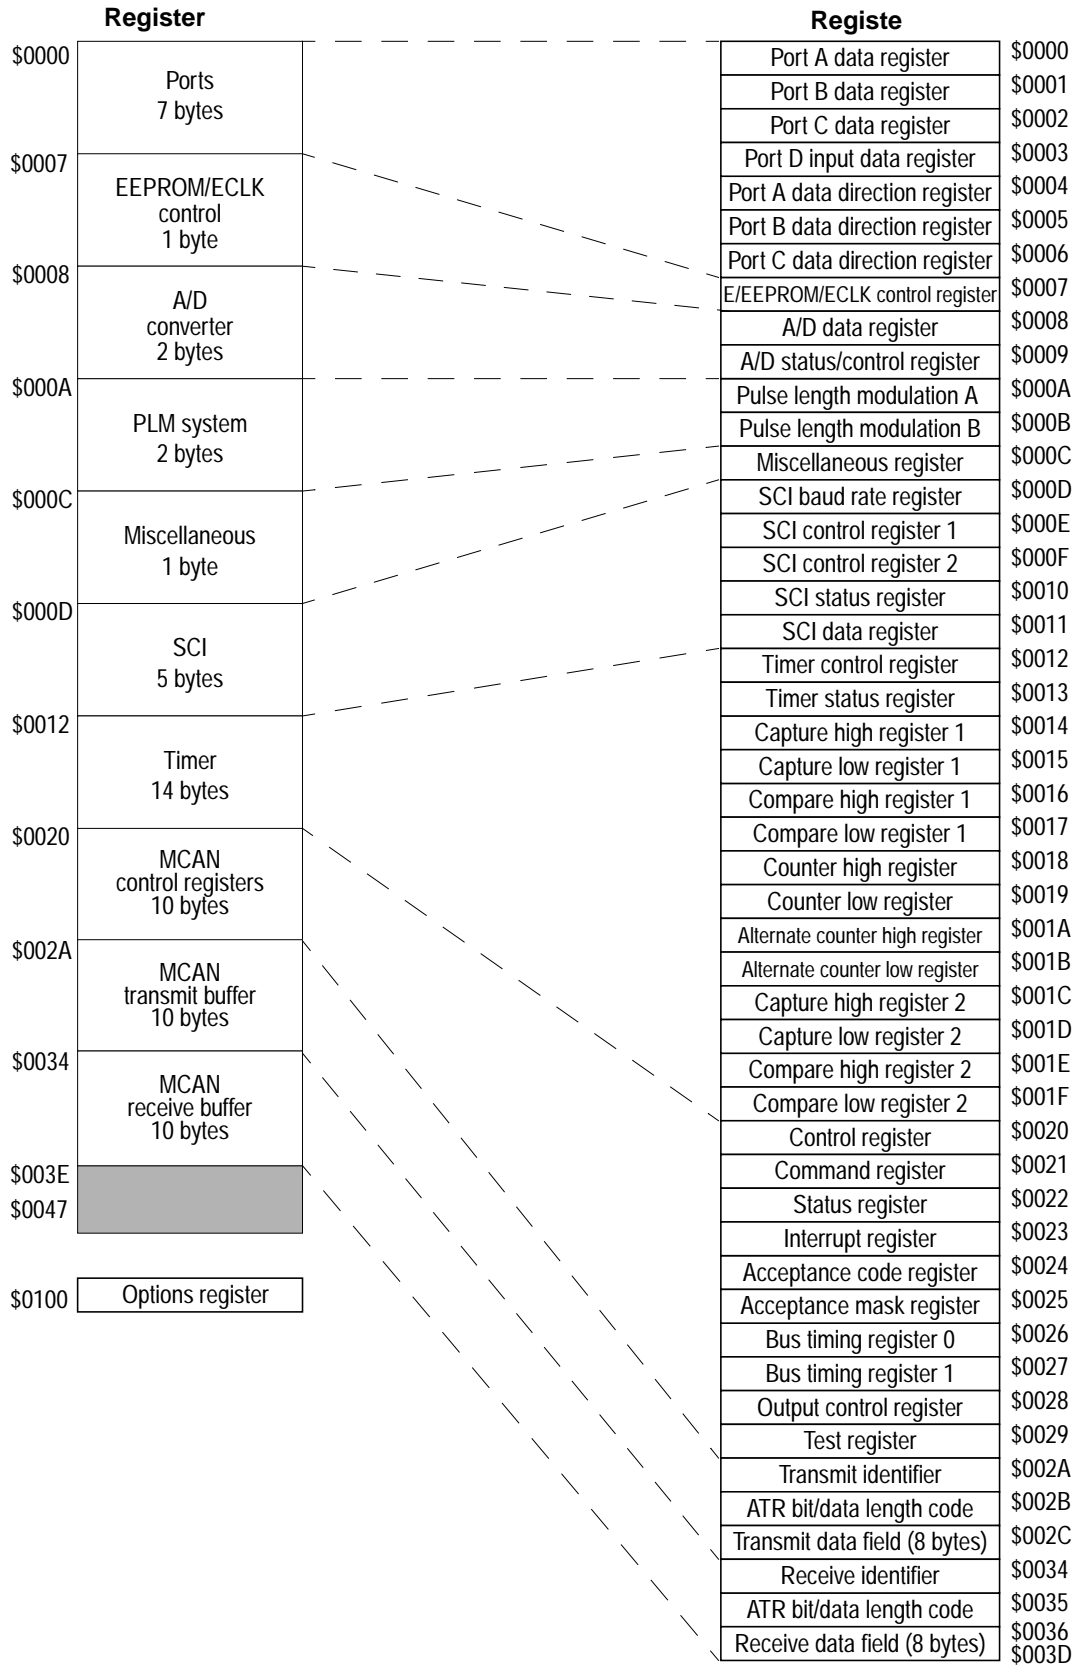 Register
$0000
Ports
7 bytes
$0007
EEPROM/ECLK
control
1 byte
$0008
A/D
converter
2 bytes
$000A
PLM system
2 bytes
$000C
Miscellaneous
1 byte
$000D
SCI
5 bytes
$0012
Timer
14 bytes
$0020
MCAN
control registers
10 bytes
$002A
MCAN
transmit buffer
10 bytes
$0034
MCAN
receive buffer
10 bytes
$003E
$0047
$0100 Options register
Registe
Port A data register $0000
Port B data register $0001
Port C data register $0002
Port D input data register $0003
Port A data direction register $0004
Port B data direction register $0005
Port C data direction register $0006
E/EEPROM/ECLK control register $0007
A/D data register $0008
A/D status/control register $0009
Pulse length modulation A $000A
Pulse length modulation B $000B
Miscellaneous register $000C
SCI baud rate register $000D
SCI control register 1 $000E
SCI control register 2 $000F
SCI status register $0010
SCI data register $0011
Timer control register $0012
Timer status register $0013
Capture high register 1 $0014
Capture low register 1 $0015
Compare high register 1 $0016
Compare low register 1 $0017
Counter high register $0018
Counter low register $0019
Alternate counter high register $001A
Alternate counter low register $001B
Capture high register 2 $001C
Capture low register 2 $001D
Compare high register 2 $001E
Compare low register 2 $001F
Control register $0020
Command register $0021
Status register $0022
Interrupt register $0023
Acceptance code register $0024
Acceptance mask register $0025
Bus timing register 0 $0026
Bus timing register 1 $0027
Output control register $0028
Test register $0029
Transmit identifier $002A
ATR bit/data length code $002B
Transmit data field (8 bytes) $002C
Receive identifier $0034
ATR bit/data length code $0035
Receive data field (8 bytes) $0036
$003D